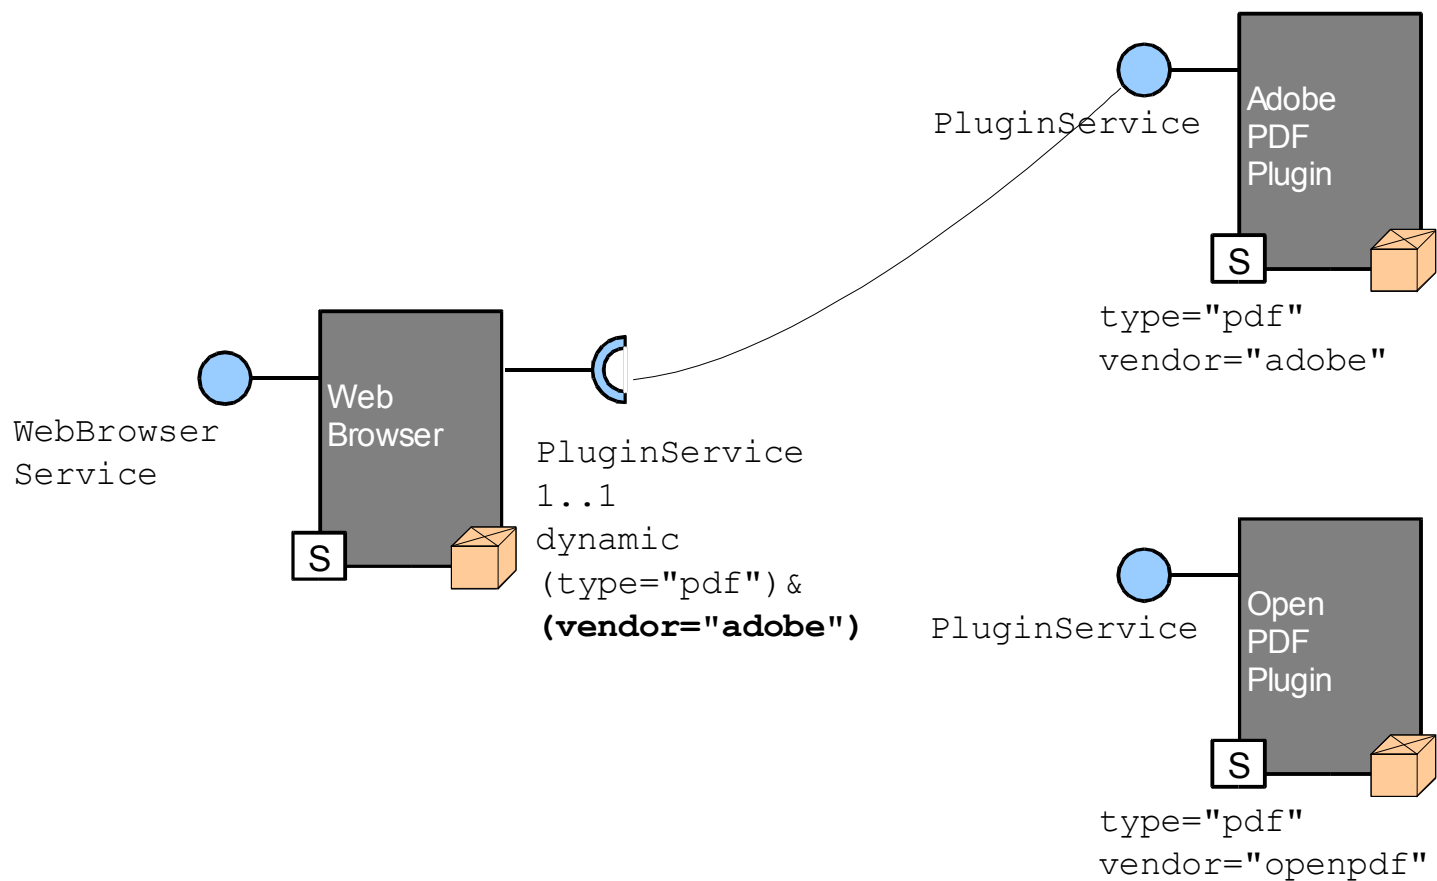 Adobe
PDF
Plugin
PluginService
S
type="pdf"
vendor="adobe"
Web
Browser
WebBrowser
Service
S
PluginService
1..1
dynamic
(type="pdf")&
(vendor="adobe")
Open
PDF
Plugin
PluginService
S
type="pdf"
vendor="openpdf"